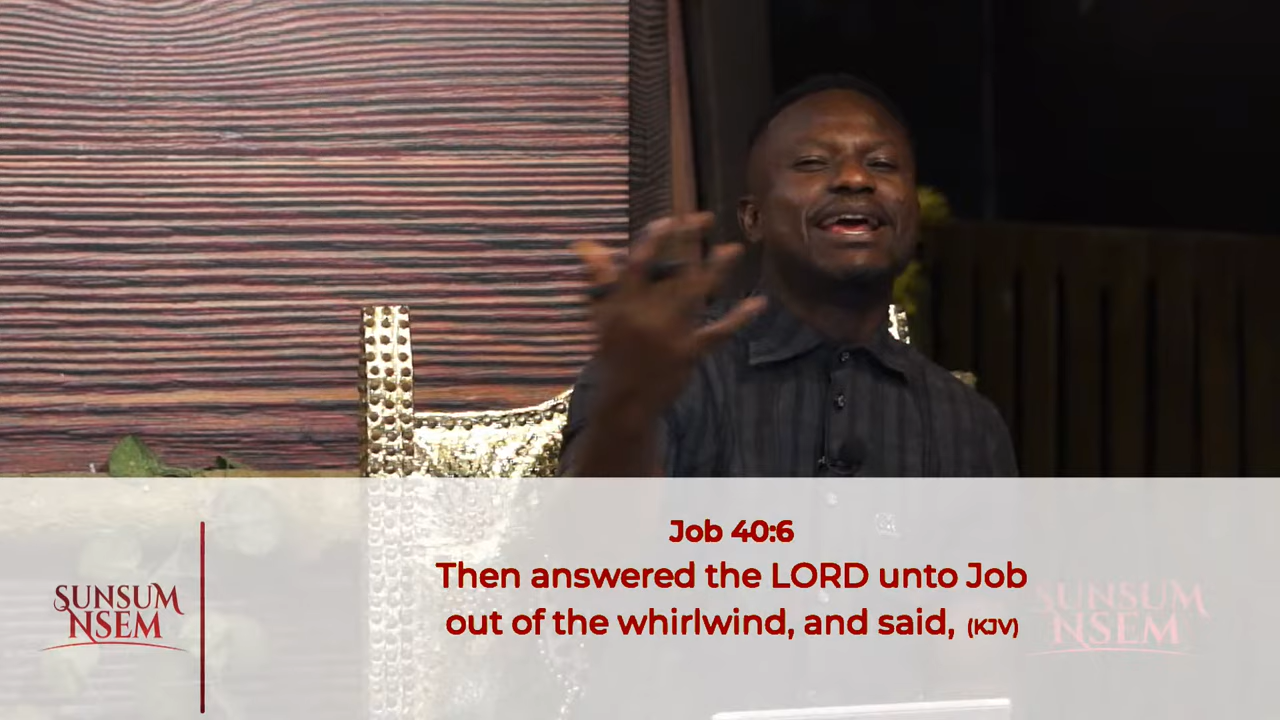 Job 40:6
Then answered the LORD unto Job
out of the whirlwind, and said, (KJV)
SUNSUM
NSEM
SUNSUM
NSEM